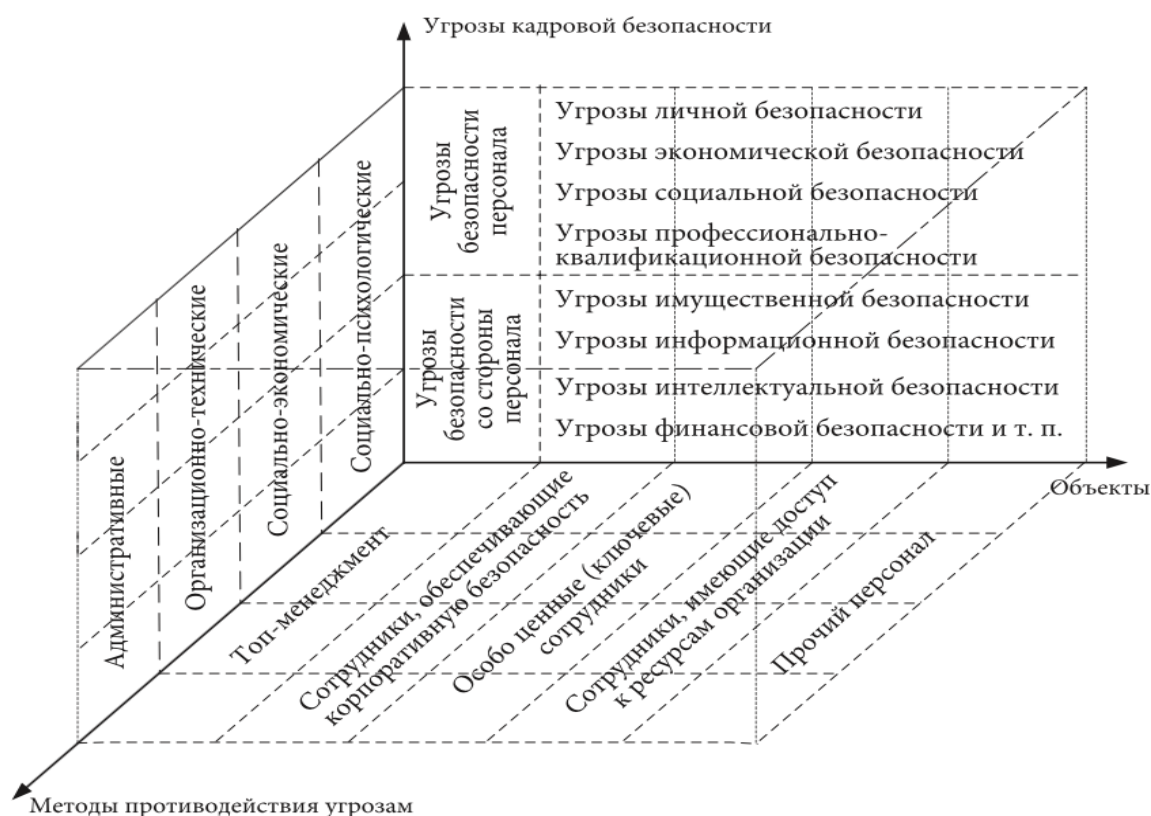 Угрозы кадровой безопасности
Угрозы
безопасности
персонала
Угрозы личной безопасности
Угрозы экономической безопасности
Угрозы социальной безопасности
Угрозы профессионально-
квалификационной безопасности
Угрозы
безопасности
со стороны
персонала
Угрозы имущественной безопасности
Угрозы информационной безопасности
Угрозы интеллектуальной безопасности
Угрозы финансовой безопасности и т. п.
Административные
Организационно-технические
Социально-экономические
Социально-психологические
Объекты
Топ-менеджмент
Сотрудники, обеспечивающие
корпоративную безопасность
Особо ценные (ключевые)
сотрудники
Сотрудники, имеющие доступ
к ресурсам организации
Прочий персонал
Методы противодействия угрозам